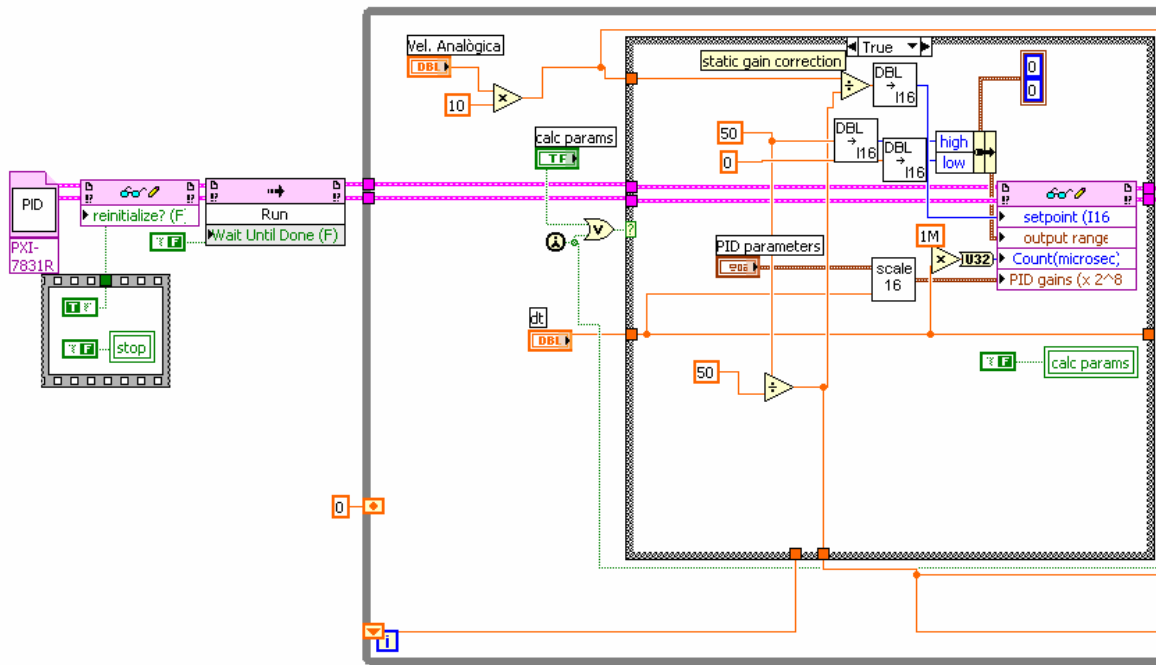 Vel. Analògica
DBL
10
x
static gain correction
True
÷
DBL
I16
50
DBL
I16
0
DBL
I16
high
low
0
0
calc params
TF
V
?
PID
PXI-
7831R
reinitialize? (F)
Run
Wait Until Done (F)
F
T
F
stop
PID parameters
scale
16
1M
x
U32
setpoint (I16
output range
Count(microsec)
PID gains (x 2^8
dt
DBL
50
÷
F
calc params
0
i